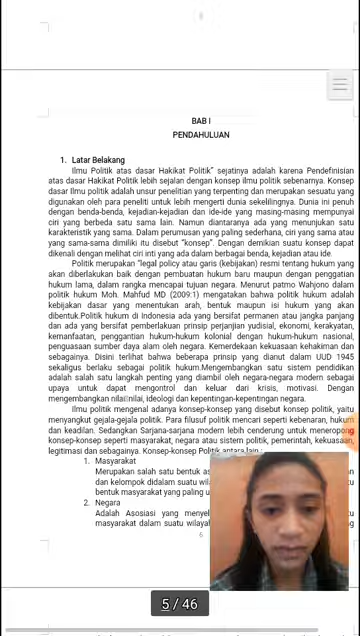 BAB I
PENDAHULUAN
1. Latar Belakang
Ilmu Politik atas dasar Hakikat Politik" sejatinya adalah karena Pendefinisian
atas dasar Hakikat Politik lebih sejalan dengan konsep ilmu politik sebenarnya. Konsep
dasar Ilmu politik adalah unsur penelitian yang terpenting dan merupakan sesuatu yang
digunakan oleh para peneliti untuk lebih mengerti dunia sekelilingnya. Dunia ini penuh
dengan benda-benda, kejadian-kejadian dan ide-ide yang masing-masing mempunyai
ciri yang berbeda satu sama lain. Namun diantaranya ada yang menunjukan satu
karakteristik yang sama. Dalam perumusan yang paling sederhana, ciri yang sama atau
yang sama-sama dimiliki itu disebut "konsep". Dengan demikian suatu konsep dapat
dikenali dengan melihat ciri inti yang ada dalam berbagai benda, kejadian atau ide.
Politik merupakan "legal policy atau garis (kebijakan) resmi tentang hukum yang
akan diberlakukan baik dengan pembuatan hukum baru maupun dengan penggatian
hukum lama, dalam rangka mencapai tujuan negara. Menurut patmo Wahjono dalam
politik hukum Moh. Mahfud MD (2009:1) mengatakan bahwa politik hukum adalah
kebijakan dasar yang menentukan arah, bentuk maupun isi hukum yang akan
dibentuk.Politik hukum di Indonesia ada yang bersifat permanen atau jangka panjang
dan ada yang bersifat pemberlakuan prinsip perjanjian yudisial, ekonomi, kerakyatan,
kemanfaatan, penggantian hukum-hukum kolonial dengan hukum-hukum nasional,
penguasaan sumber daya alam oleh negara. Kemerdekaan kekuasaan kehakiman dan
sebagainya. Disini terlihat bahwa beberapa prinsip yang dianut dalam UUD 1945
sekaligus berlaku sebagai politik hukum.Mengembangkan satu sistem pendidikan
adalah salah satu langkah penting yang diambil oleh negara-negara modern sebagai
upaya untuk dapat mengontrol dan keluar dari krisis, motivasi. Dengan
mengembangkan nilai-nilai, ideologi dan kepentingan-kepentingan negara.
Ilmu politik mengenal adanya konsep-konsep yang disebut konsep politik, yaitu
menyangkut gejala-gejala politik. Para filusuf politik mencari seperti kebenaran, hukum
dan keadilan. Sedangkan Sarjana-sarjana modern lebih cenderung untuk meneropong
konsep-konsep seperti masyarakat, negara atau sistem politik, pemerintah, kekuasaan,
legitimasi dan sebagainya. Konsep-Konsep Politik antara lain :
1. Masyarakat
Merupakan salah satu bentuk
dan kelompok didalam suatu
bentuk masyarakat yang paling
2. Negara
Adalah Asosiasi yang
masyarakat dalam suatu
6
5 / 46